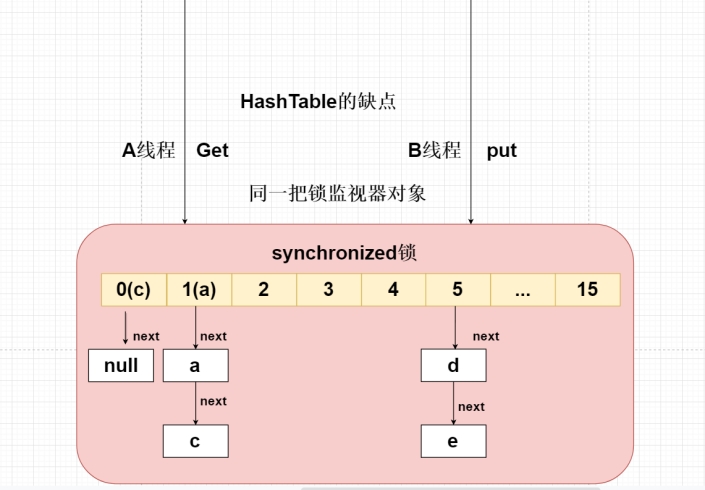 HashTable的缺点
A线程 Get
B线程 put
同一把锁监视器对象
synchronized锁
0(c) 1(a) 2 3 4 5 ... 15
next next next
null a d
next next
c e